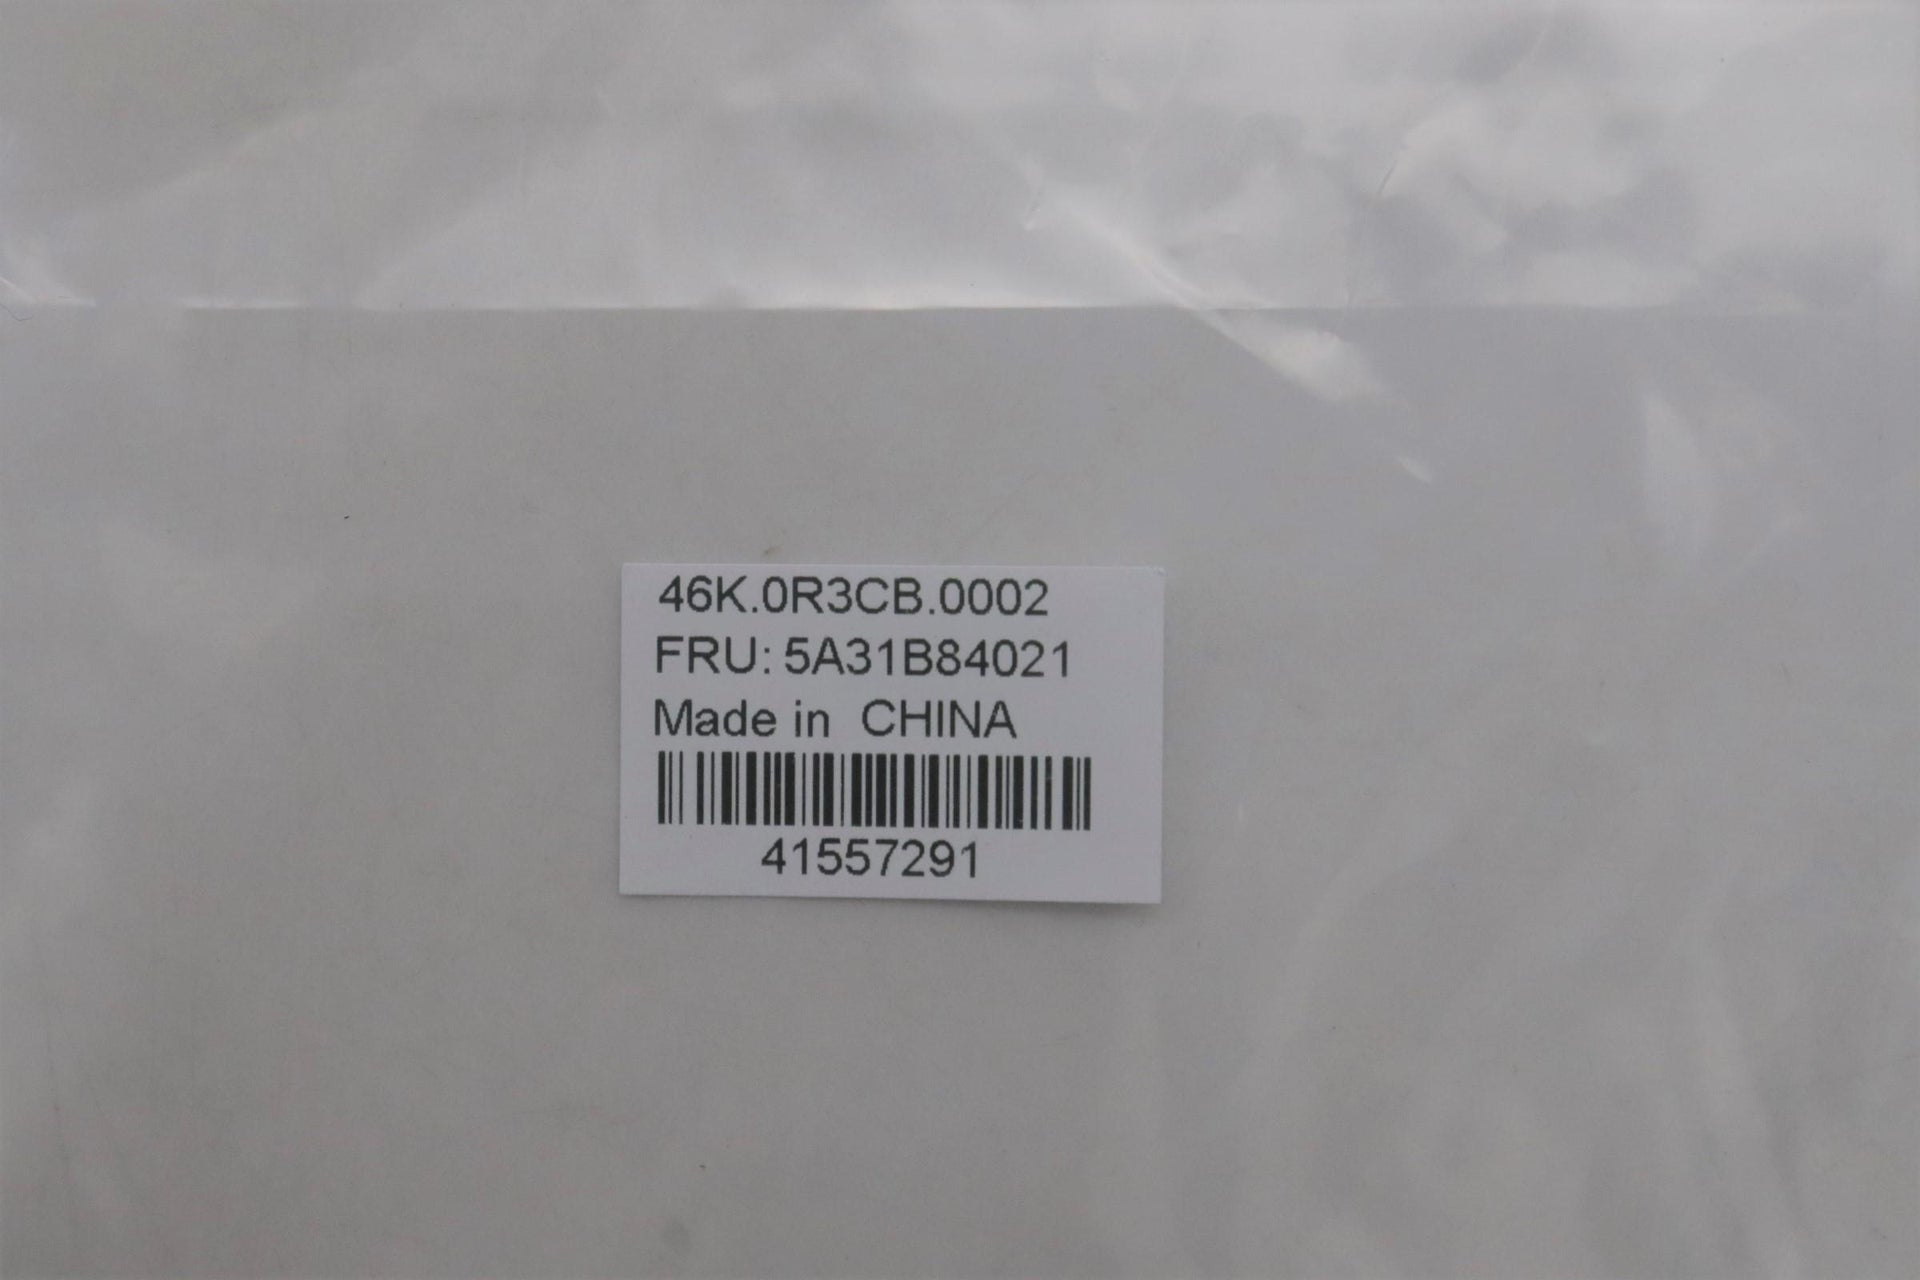 46K.0R3CB.0002
FRU: 5A31B84021
Made in  CHINA
41557291